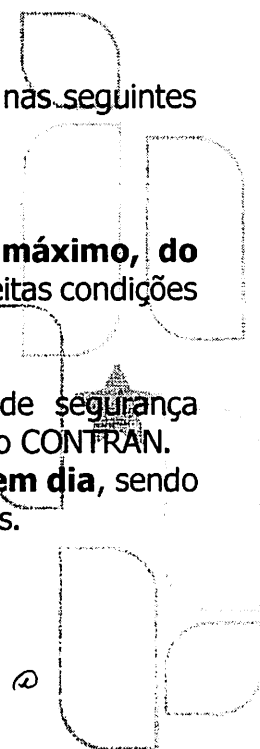 nas seguintes
máximo, do
eitas condições
de segurança
o CONTRAN.
em dia, sendo
s.